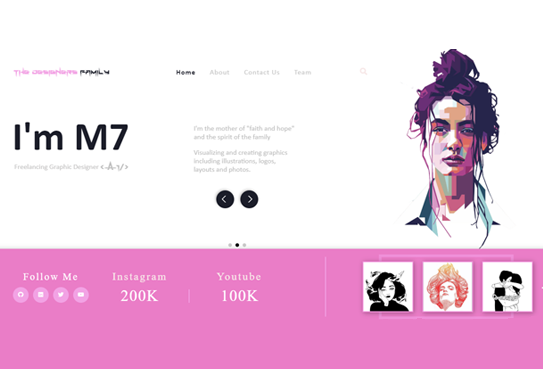 THE DESIGNERS FAMILY
Home About Contact Us Team
I'm M7
Freelancing Graphic Designer
I'm the mother of "faith and hope"
and the spirit of the family
Visualizing and creating graphics
including illustrations, logos,
layouts and photos.
Follow Me
Instagram
200K
Youtube
100K